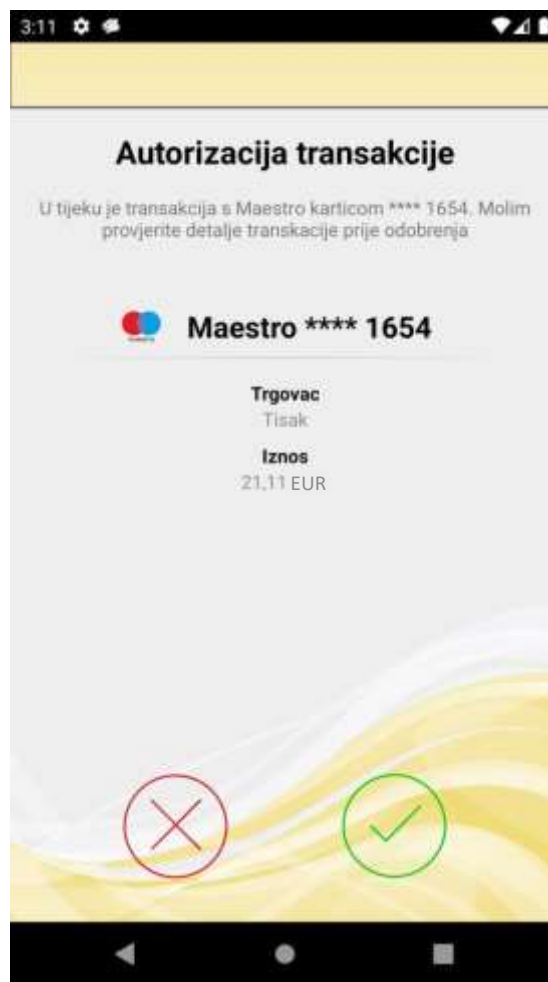 3:11
Autorizacija transakcije
U tijeku je transakcija s Maestro karticom **** 1654. Molim
provjerite detalje transkacije prije odobrenja
Maestro **** 1654
Trgovac
Tisak
Iznos
21,11 EUR